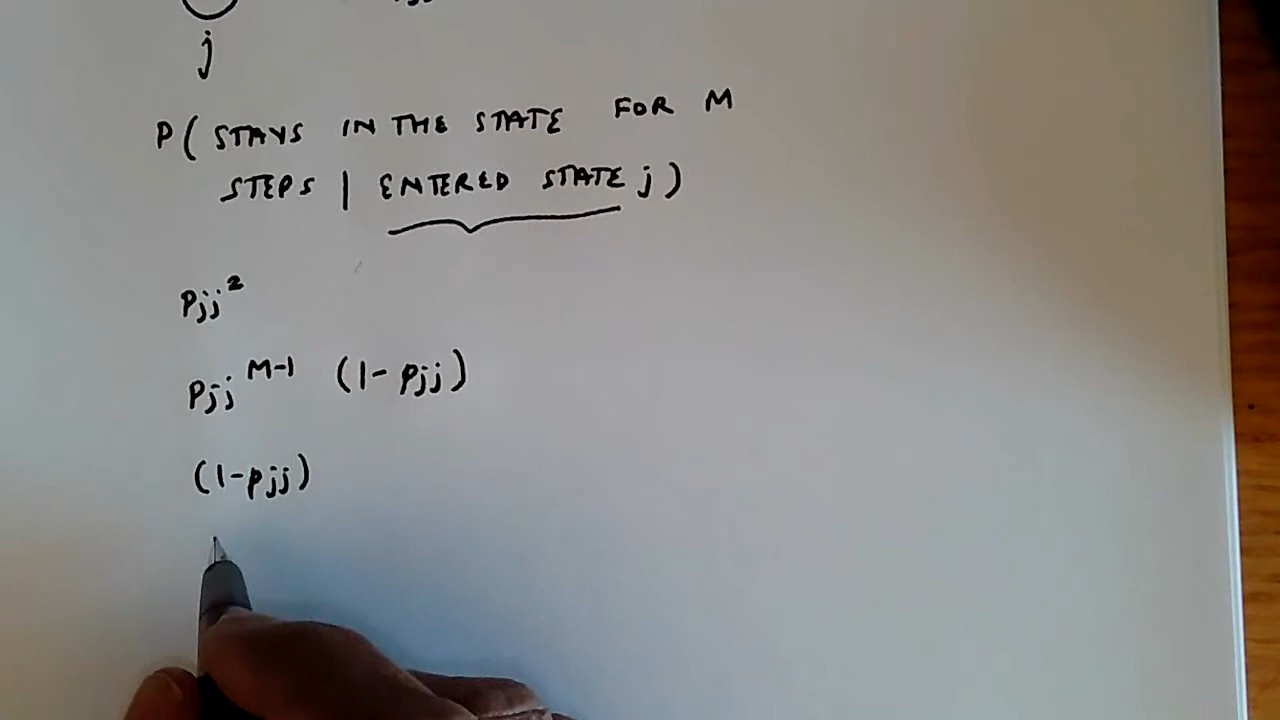 j
P( STAYS IN THE STATE FOR M
STEPS | ENTERED STATE j)
pjj²
pjj^M-1 (1-pjj)
(1-pjj)